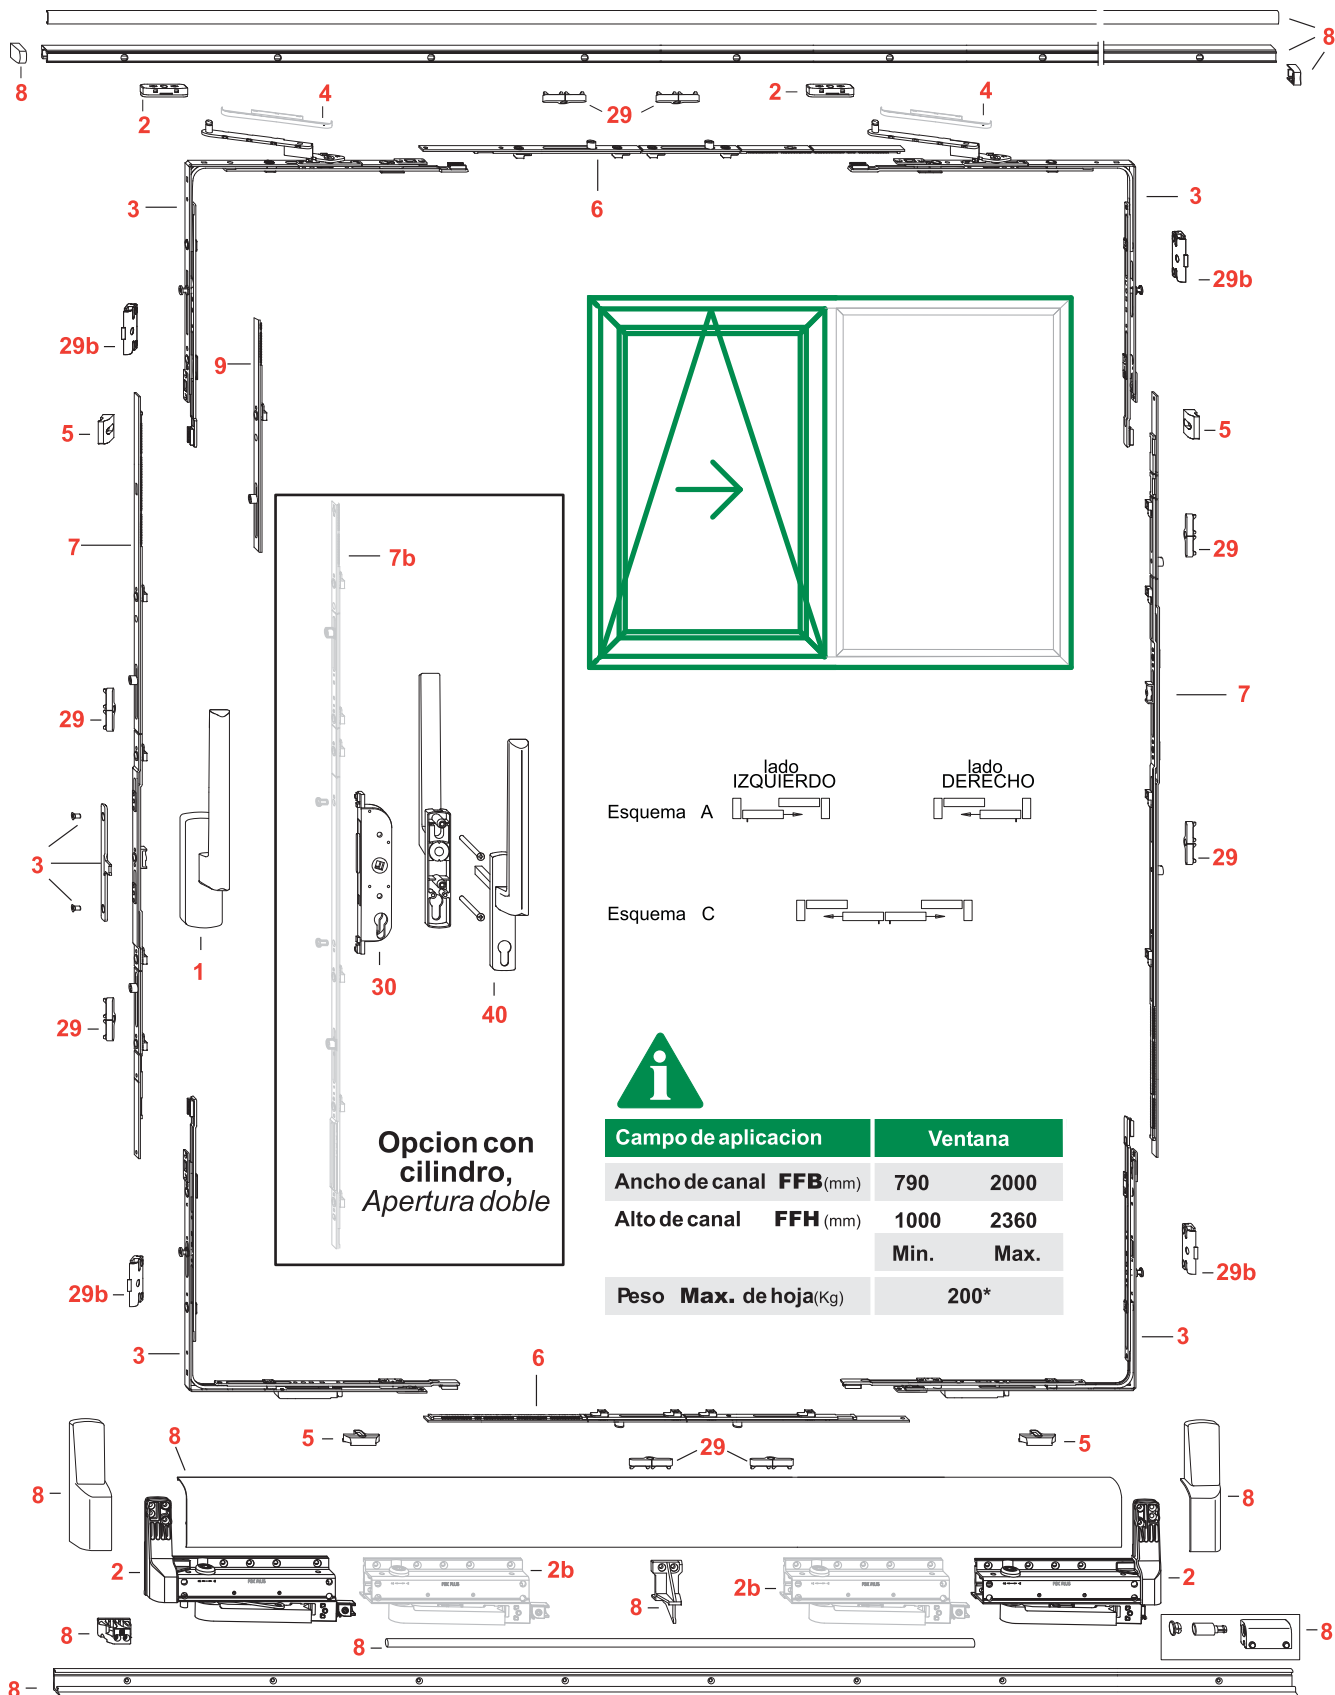 8
8
2
4
29
2
4
3
6
3
29b
29b
9
5
5
7
7b
29
7
29
lado
IZQUIERDO
lado
DERECHO
Esquema A
29
3
Esquema C
1
30
40
29
Opcion con
cilindro,
Apertura doble
Campo de aplicacion Ventana
Ancho de canal FFB (mm) 790 2000
Alto de canal FFH (mm) 1000 2360
Min. Max.
Peso Max. de hoja (Kg) 200*
29b
29b
3
3
6
5
8
29
5
8
8
2
2b
2b
2
8
8
8
8
8